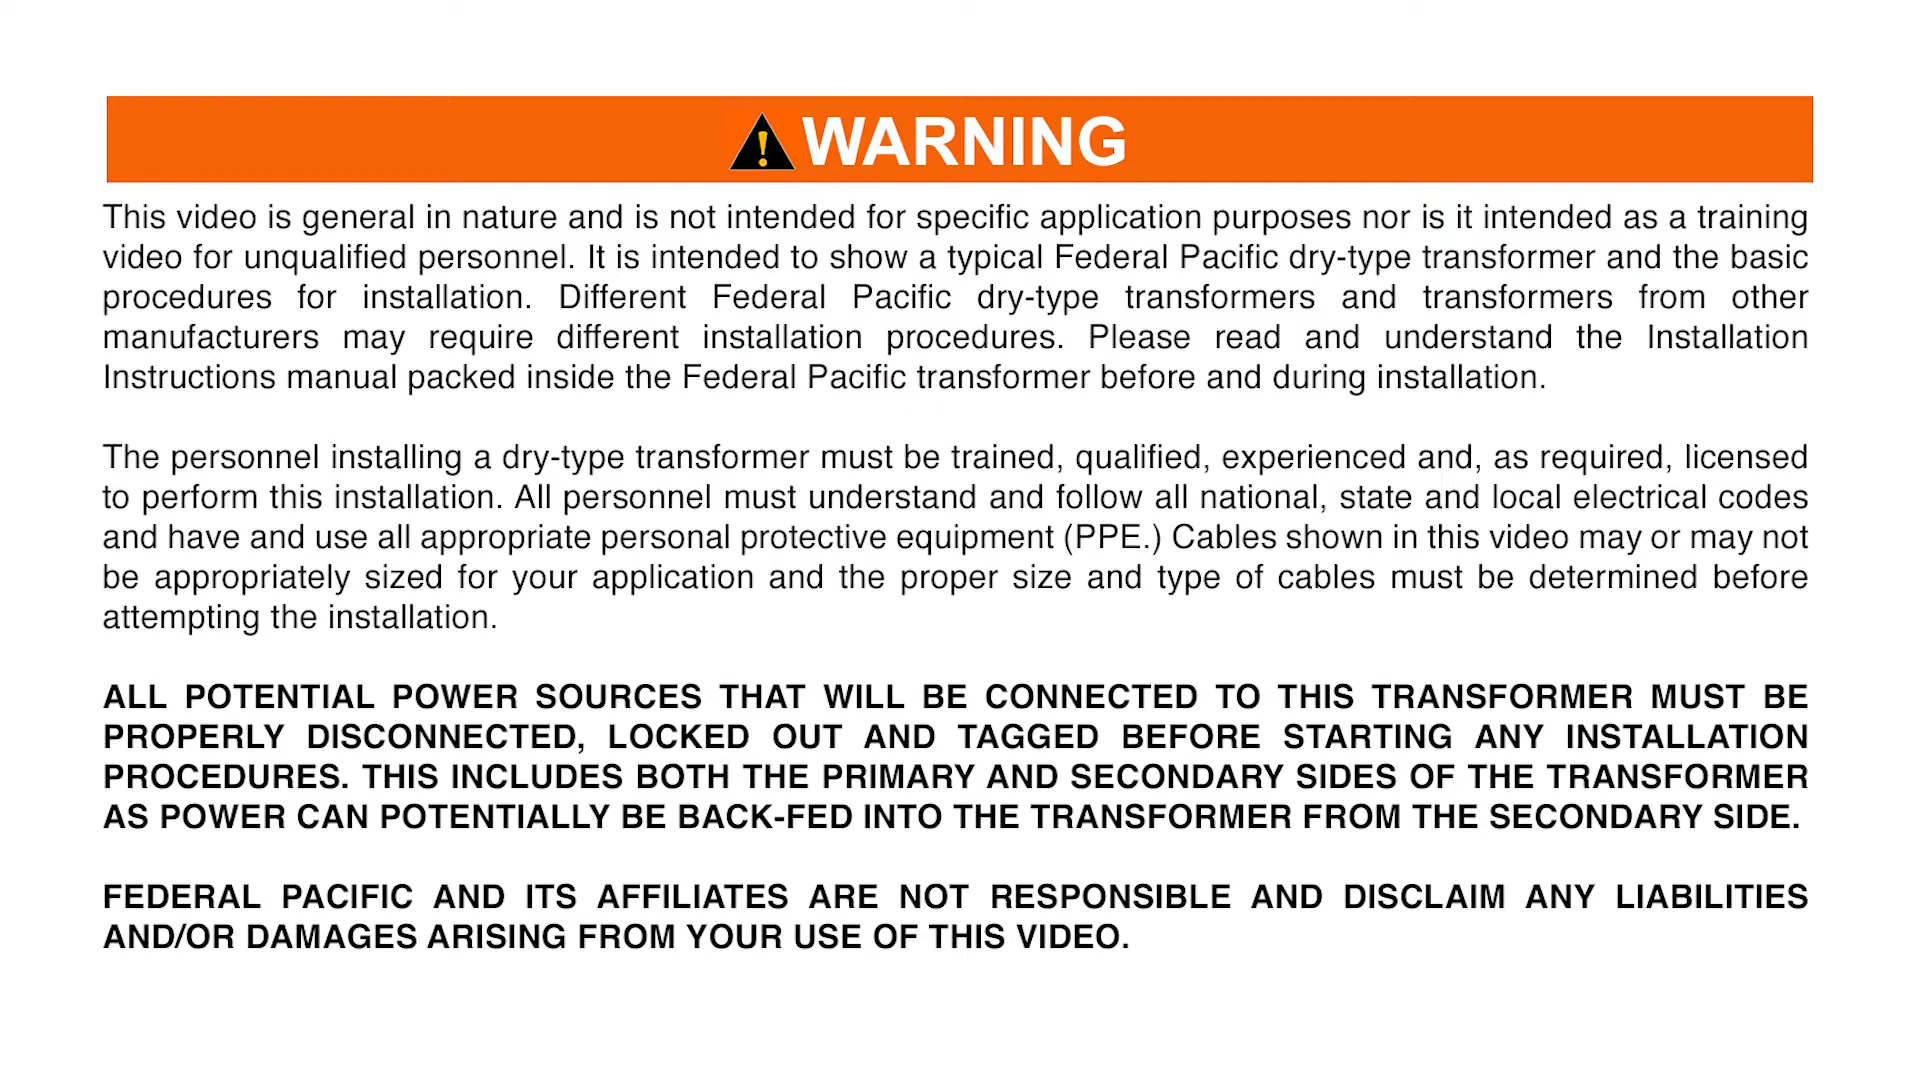 WARNING
This video is general in nature and is not intended for specific application purposes nor is it intended as a training
video for unqualified personnel. It is intended to show a typical Federal Pacific dry-type transformer and the basic
procedures for installation. Different Federal Pacific dry-type transformers and transformers from other
manufacturers may require different installation procedures. Please read and understand the Installation
Instructions manual packed inside the Federal Pacific transformer before and during installation.
The personnel installing a dry-type transformer must be trained, qualified, experienced and, as required, licensed
to perform this installation. All personnel must understand and follow all national, state and local electrical codes
and have and use all appropriate personal protective equipment (PPE.) Cables shown in this video may or may not
be appropriately sized for your application and the proper size and type of cables must be determined before
attempting the installation.
ALL POTENTIAL POWER SOURCES THAT WILL BE CONNECTED TO THIS TRANSFORMER MUST BE
PROPERLY DISCONNECTED, LOCKED OUT AND TAGGED BEFORE STARTING ANY INSTALLATION
PROCEDURES. THIS INCLUDES BOTH THE PRIMARY AND SECONDARY SIDES OF THE TRANSFORMER
AS POWER CAN POTENTIALLY BE BACK-FED INTO THE TRANSFORMER FROM THE SECONDARY SIDE.
FEDERAL PACIFIC AND ITS AFFILIATES ARE NOT RESPONSIBLE AND DISCLAIM ANY LIABILITIES
AND/OR DAMAGES ARISING FROM YOUR USE OF THIS VIDEO.